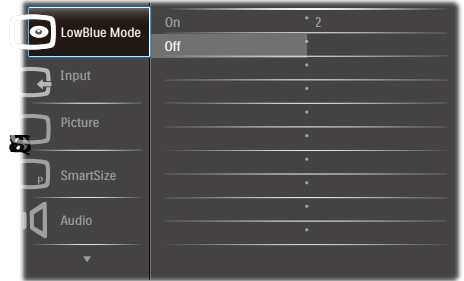 LowBlue Mode
On 2
Off
Input
Picture
SmartSize
P
Audio